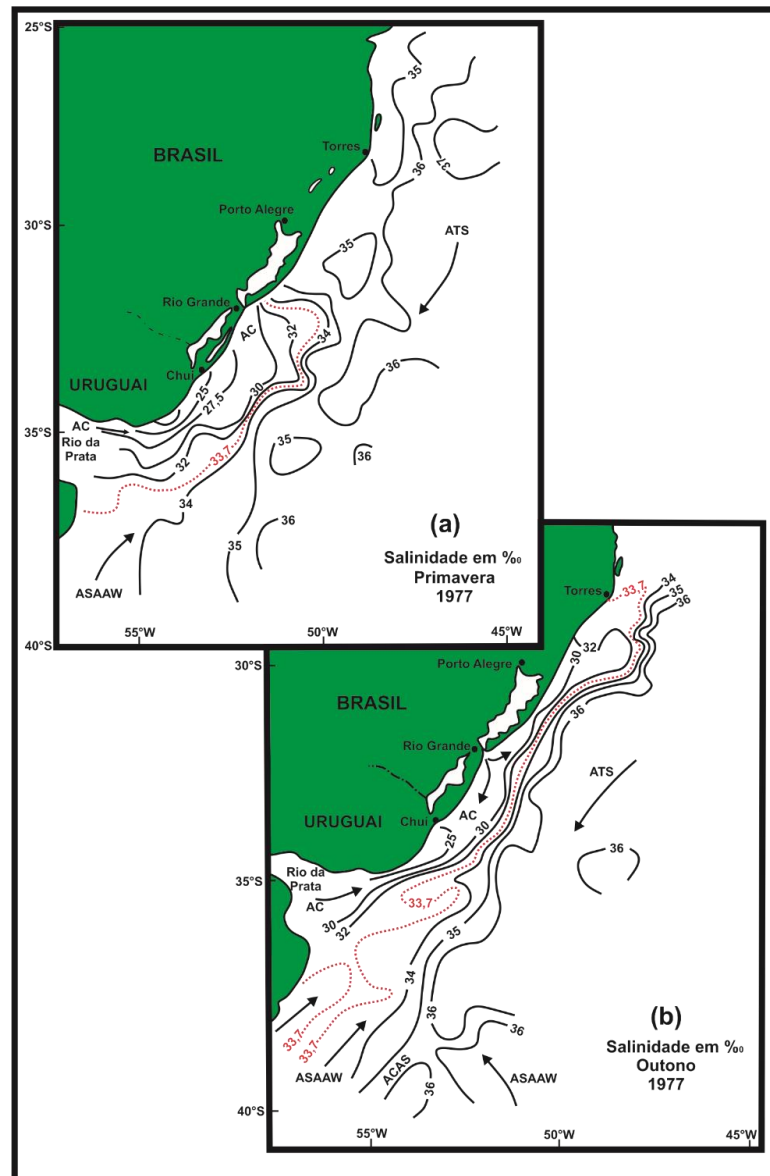 25°S
35
BRASIL
Torres
36
37
Porto Alegre
30°S
35
ATS
Rio Grande
AC
32
34
Chuí
25
27,5
30
36
URUGUAI
AC
Rio da
Prata
35°S
32
33,7
35
36
34
(a)
36
35
Salinidade em ‰
Primavera
1977
ASAAW
40°S
55°W
50°W
45°W
Torres
33,7
34
35
36
30
32
30°S
Porto Alegre
36
BRASIL
Rio Grande
ATS
AC
URUGUAI
Chuí
25
30
36
Rio da
Prata
35°S
AC
33,7
30
32
35
34
33,7
33,7
36
36
(b)
ASAAW
ACAS
36
ASAAW
Salinidade em ‰
Outono
1977
40°S
55°W
50°W
45°W